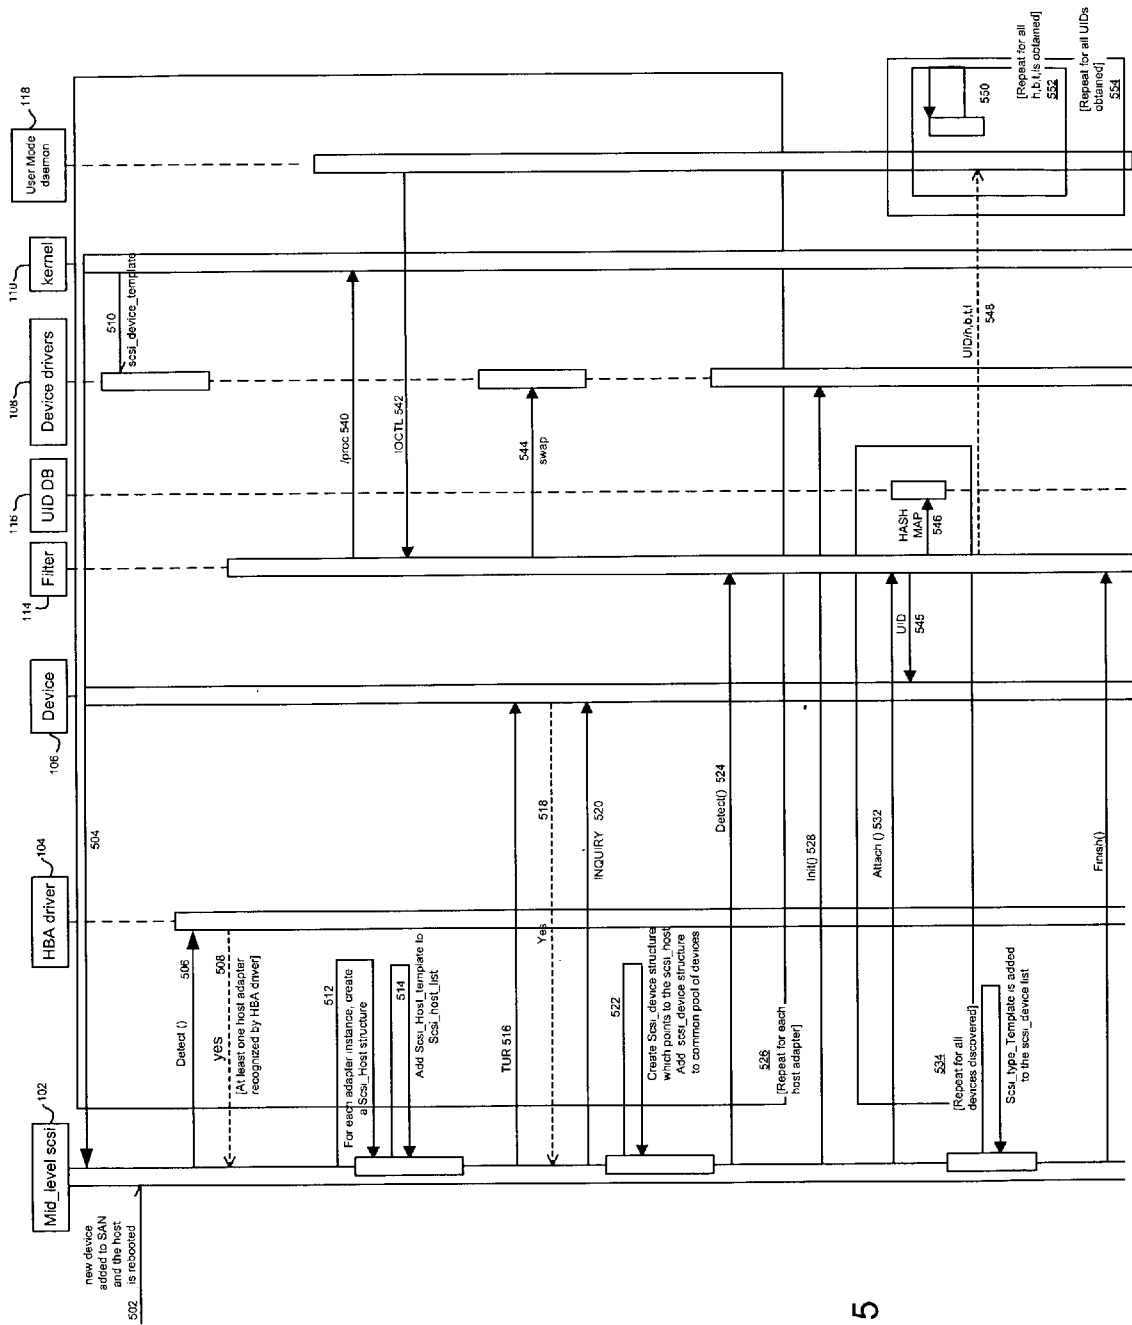 Mid_level scsi
102
HBA driver
104
Device
106
Filter
114
UID DB
116
Device drivers
108
kernel
110
User Mode
daemon
118
new device
added to SAN
and the host
is rebooted
502
504
Detect ()
506
yes
508
[At least one host adapter
recognized by HBA driver]
510
scsi_device_template
512
For each adapter instance, create
a Scsi_Host structure
514
Add Scsi_Host_template to
Scsi_host_list
/proc 540
IOCTL 542
TUR 516
544
swap
Yes
518
INQUIRY 520
522
Create Scsi_device structure
which points to the scsi_host
Add scsi_device structure
to common pool of devices
Detect() 524
526
[Repeat for each
host adapter]
Init() 528
Attach () 532
UID
545
HASH
MAP
546
UID/h,b,t,l
548
550
[Repeat for all
h,b,t,l is obtained]
552
[Repeat for all UIDs
obtained]
554
534
[Repeat for all
devices discovered]
Scsi_type_Template is added
to the scsi_device list
Finish()
5